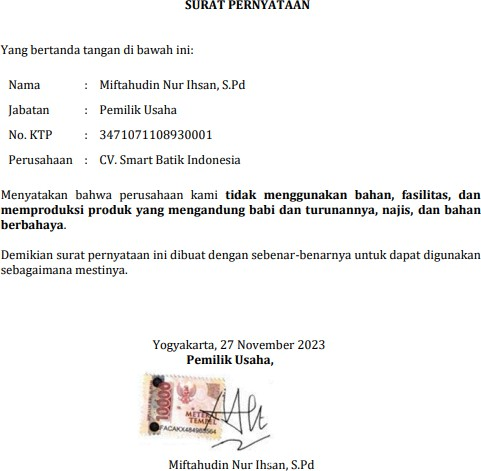 SURAT PERNYATAAN
Yang bertanda tangan di bawah ini:
Nama : Miftahudin Nur Ihsan, S.Pd
Jabatan : Pemilik Usaha
No. KTP : 3471071108930001
Perusahaan : CV. Smart Batik Indonesia
Menyatakan bahwa perusahaan kami tidak menggunakan bahan, fasilitas, dan
memproduksi produk yang mengandung babi dan turunannya, najis, dan bahan
berbahaya.
Demikian surat pernyataan ini dibuat dengan sebenar-benarnya untuk dapat digunakan
sebagaimana mestinya.
Yogyakarta, 27 November 2023
Pemilik Usaha,
10000
TEMPEL
Miftahudin Nur Ihsan, S.Pd